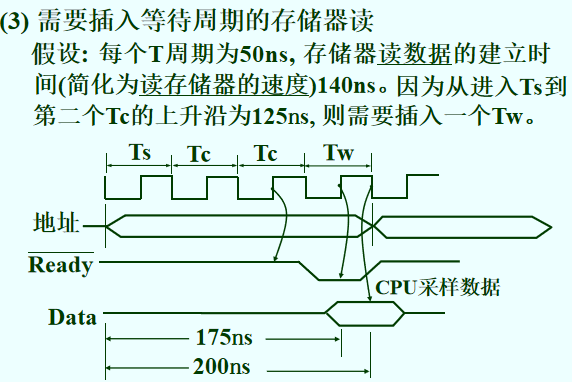 (3) 需要插入等待周期的存储器读
假设: 每个T周期为50ns, 存储器读数据的建立时
间(简化为读存储器的速度)140ns。因为从进入Ts到
第二个Tc的上升沿为125ns, 则需要插入一个Tw。
Ts Tc Tc Tw
地址
Ready
CPU采样数据
Data
175ns
200ns